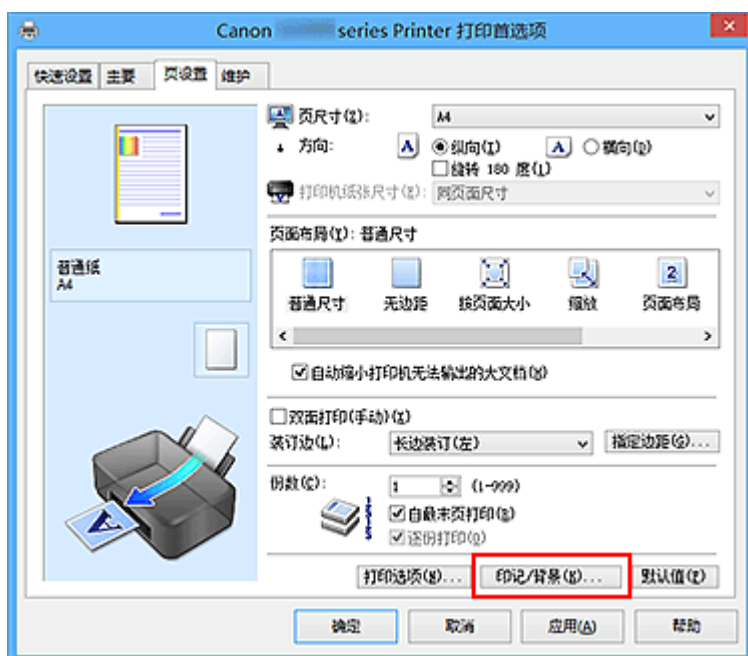 Canon series Printer 打印首选项
快速设置 主要 页设置 维护
页尺寸(Z): A4
方向: A 纵向(I) A 横向(D)
旋转 180 度(L)
打印机纸张尺寸(E): 同页面尺寸
页面布局(Y): 普通尺寸
普通纸
A4
普通尺寸 无边距 按页面大小 缩放 页面布局
自动缩小打印机无法输出的大文档(W)
双面打印(手动)(X)
装订边(L): 长边装订(左) 指定边距(G)...
份数(C): 1 (1-999)
自最末页打印(S)
逐份打印(O)
打印选项(N)... 印记/背景(K)... 默认值(F)
确定 取消 应用(A) 帮助